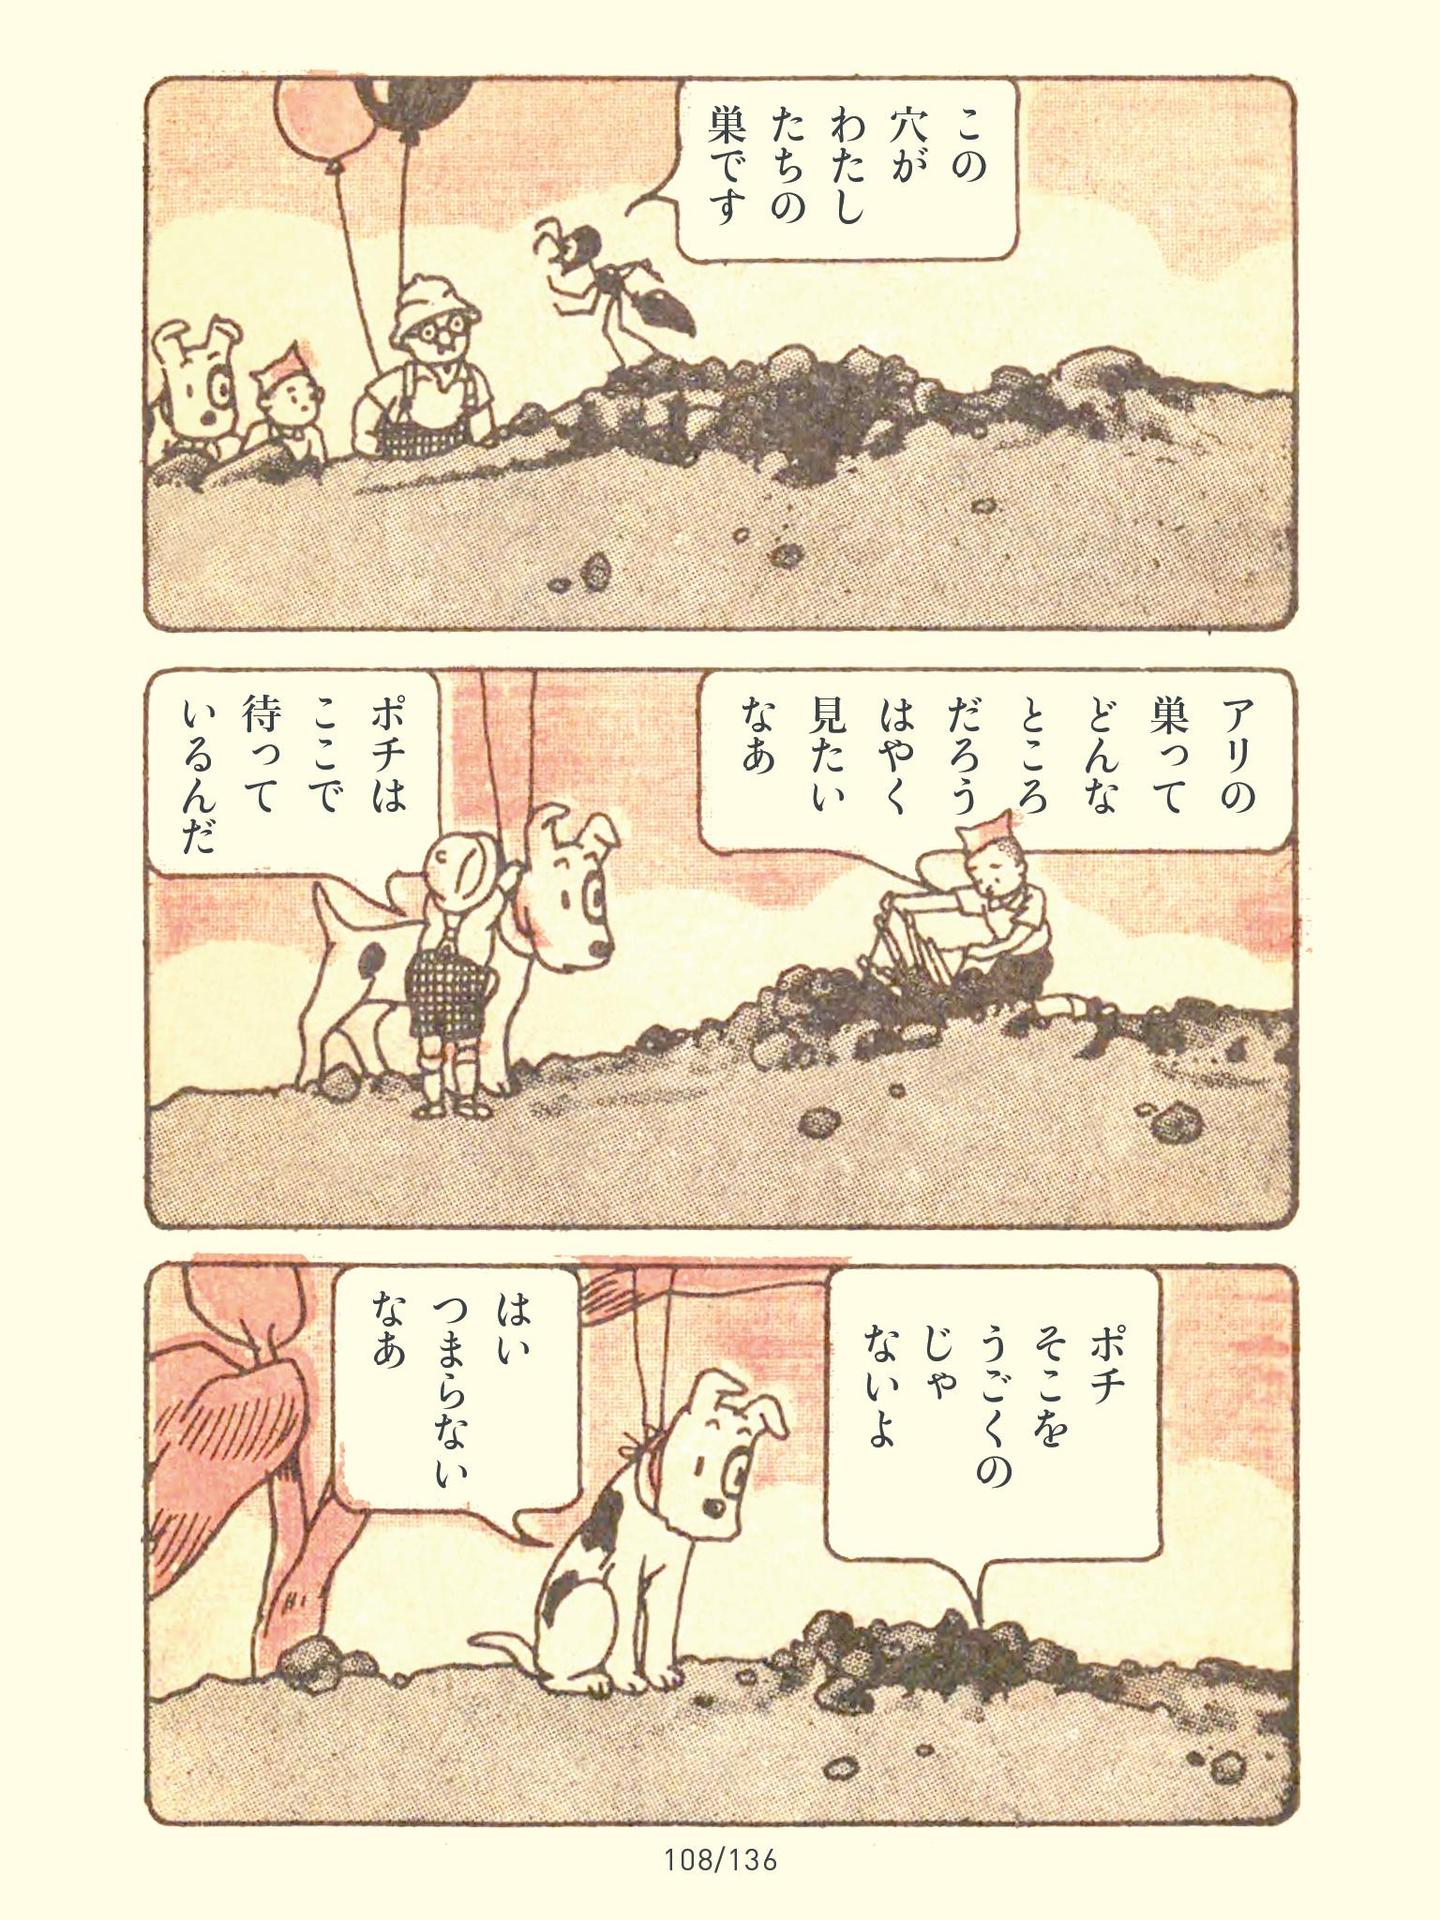 この
穴が
わたし
たちの
巣です
アリの
巣って
どんな
ところ
だろう
はやく
見たい
なあ
ポチは
ここで
待って
いるんだ
ポチ
そこを
うごくの
じゃ
ないよ
はい
つまらない
なあ
108/136